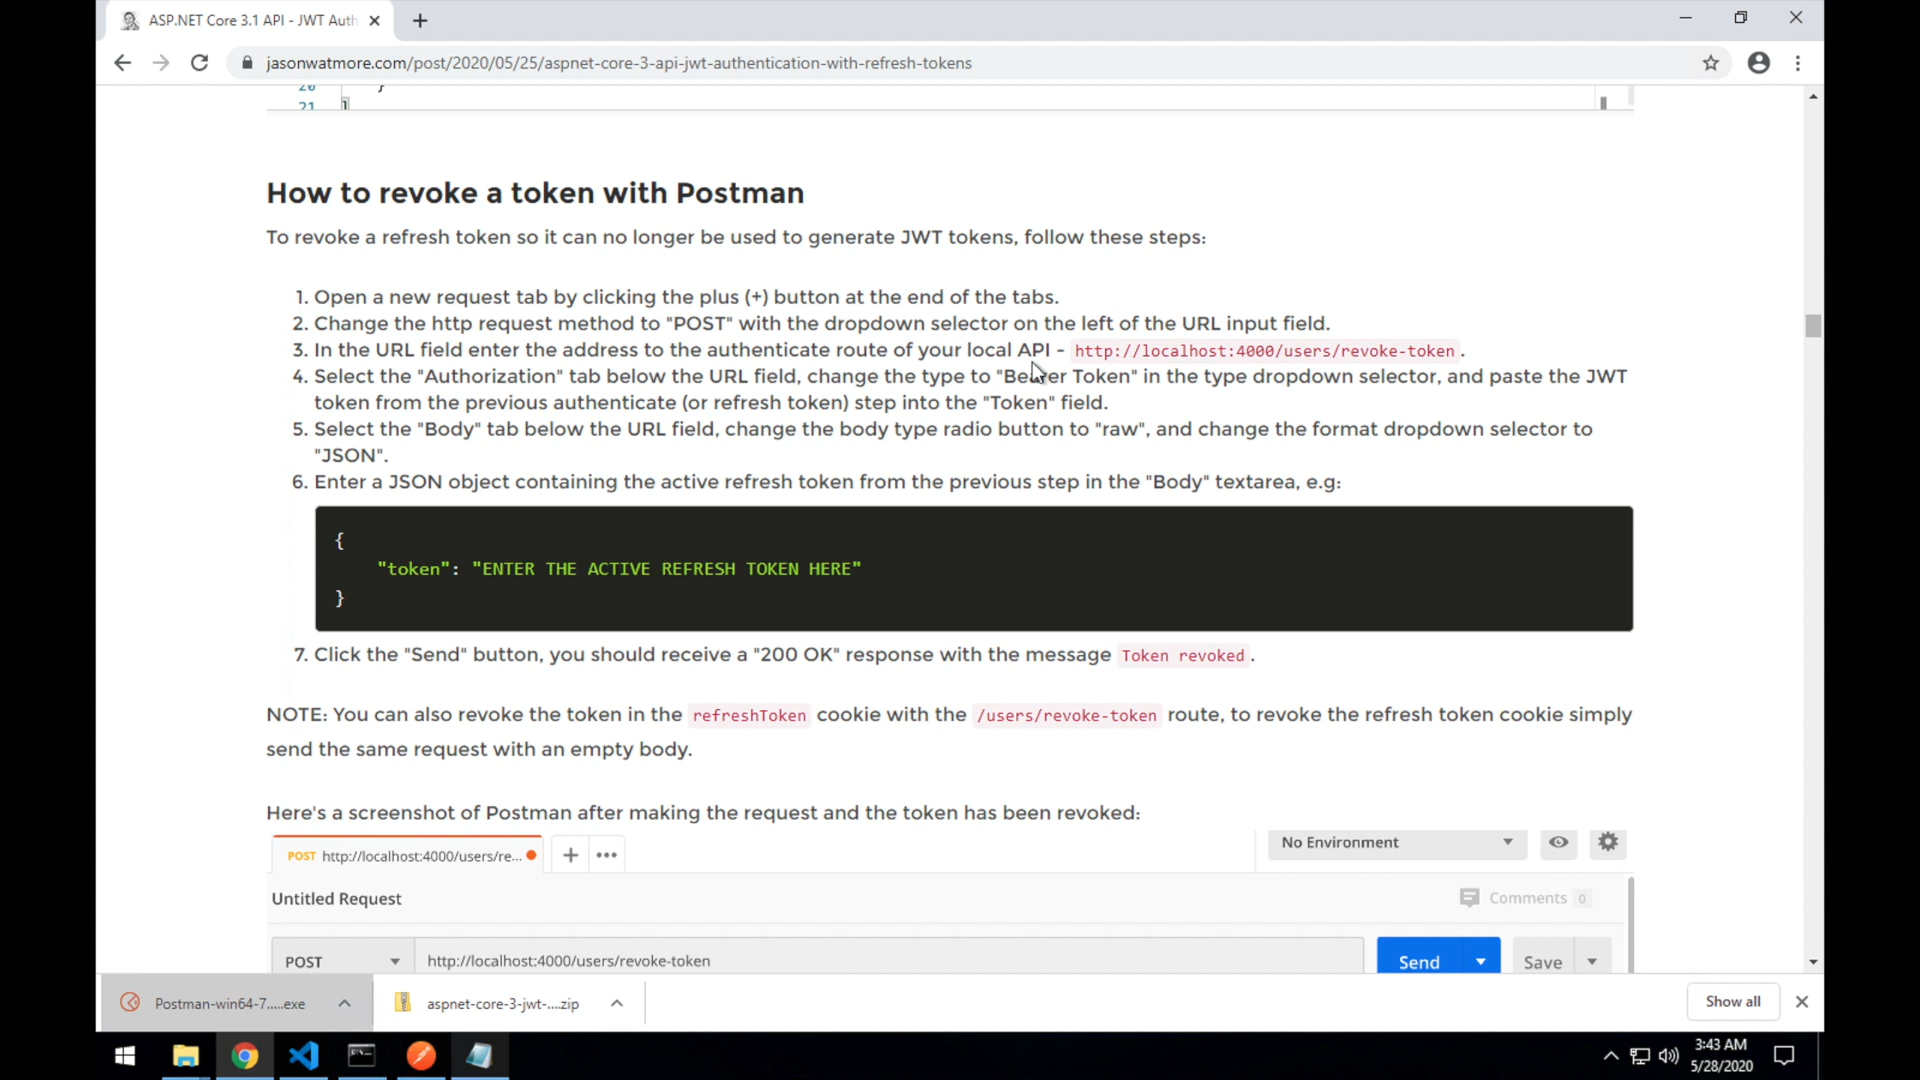 ASP.NET Core 3.1 API - JWT Auth
jasonwatmore.com/post/2020/05/25/aspnet-core-3-api-jwt-authentication-with-refresh-tokens
20 }
21 ]
How to revoke a token with Postman
To revoke a refresh token so it can no longer be used to generate JWT tokens, follow these steps:
1. Open a new request tab by clicking the plus (+) button at the end of the tabs.
2. Change the http request method to "POST" with the dropdown selector on the left of the URL input field.
3. In the URL field enter the address to the authenticate route of your local API - http://localhost:4000/users/revoke-token.
4. Select the "Authorization" tab below the URL field, change the type to "Bearer Token" in the type dropdown selector, and paste the JWT
token from the previous authenticate (or refresh token) step into the "Token" field.
5. Select the "Body" tab below the URL field, change the body type radio button to "raw", and change the format dropdown selector to
"JSON".
6. Enter a JSON object containing the active refresh token from the previous step in the "Body" textarea, e.g:
{
"token": "ENTER THE ACTIVE REFRESH TOKEN HERE"
}
7. Click the "Send" button, you should receive a "200 OK" response with the message Token revoked.
NOTE: You can also revoke the token in the refreshToken cookie with the /users/revoke-token route, to revoke the refresh token cookie simply
send the same request with an empty body.
Here's a screenshot of Postman after making the request and the token has been revoked:
POST http://localhost:4000/users/re... + ••• No Environment
Untitled Request Comments 0
POST http://localhost:4000/users/revoke-token Send Save
Postman-win64-7.....exe aspnet-core-3-jwt-....zip Show all
3:43 AM
5/28/2020